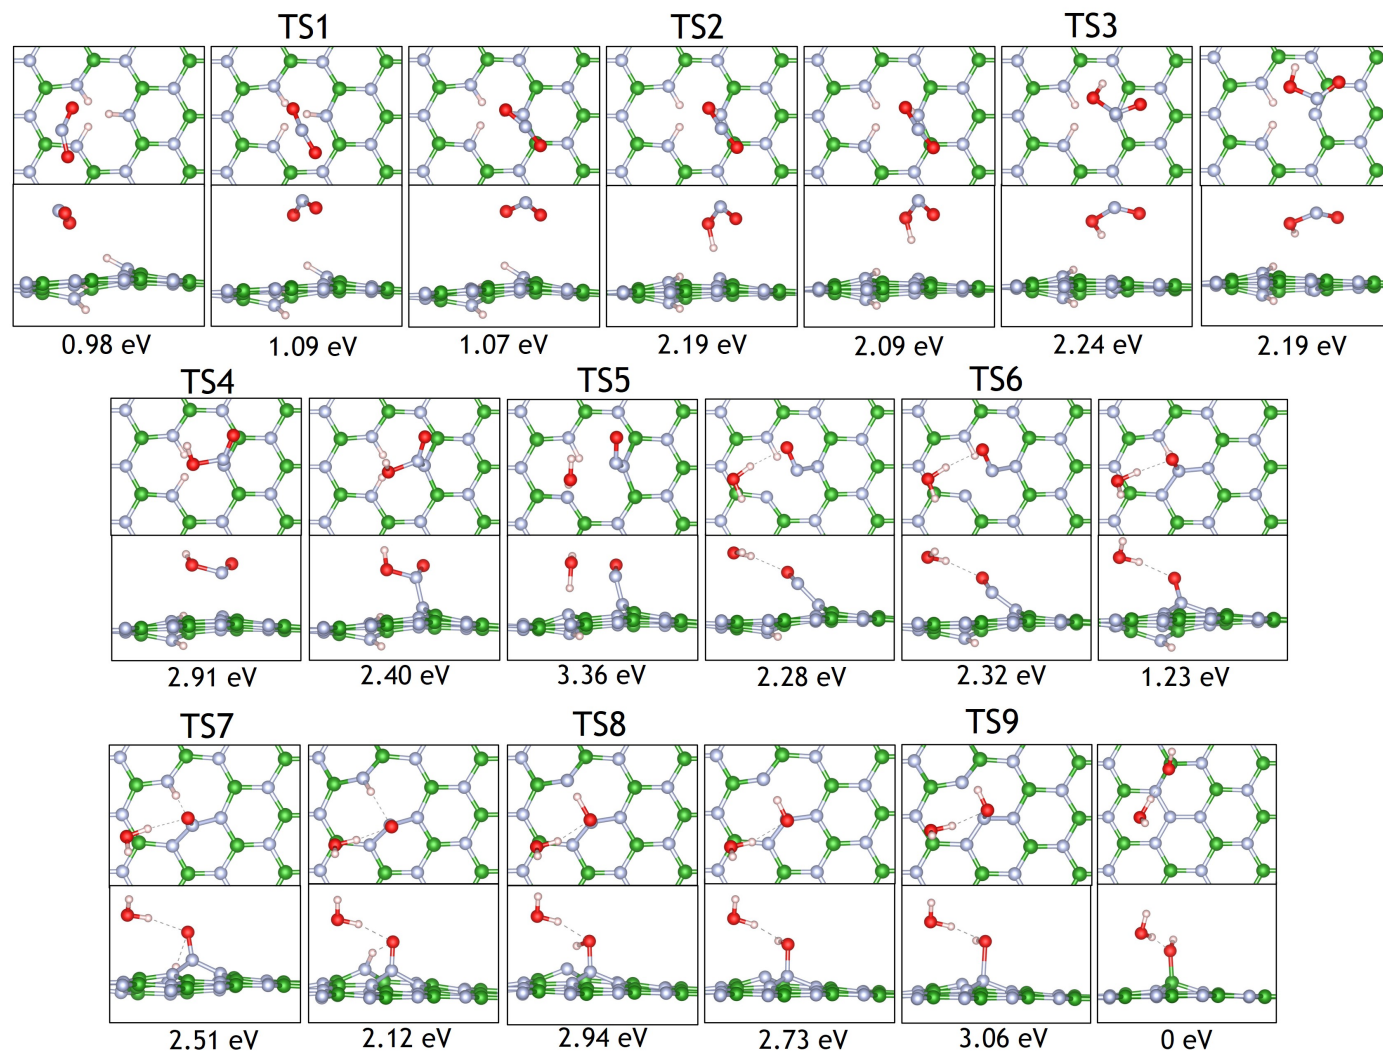 TS1 TS2 TS3
0.98 eV 1.09 eV 1.07 eV 2.19 eV 2.09 eV 2.24 eV 2.19 eV
TS4 TS5 TS6
2.91 eV 2.40 eV 3.36 eV 2.28 eV 2.32 eV 1.23 eV
TS7 TS8 TS9
2.51 eV 2.12 eV 2.94 eV 2.73 eV 3.06 eV 0 eV